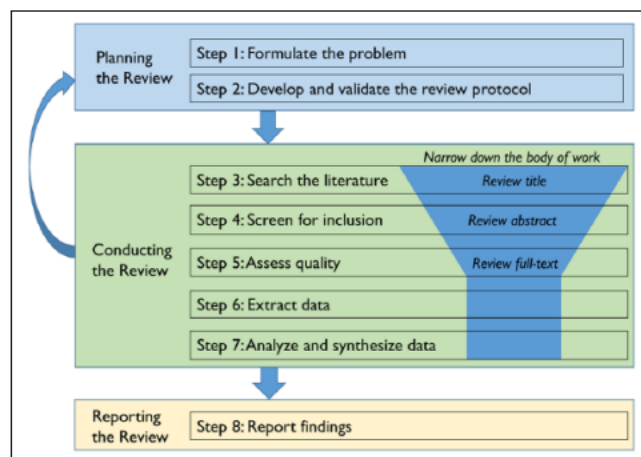 Planning
the Review
Step 1: Formulate the problem
Step 2: Develop and validate the review protocol
Narrow down the body of work
Conducting
the Review
Step 3: Search the literature
Review title
Step 4: Screen for inclusion
Review abstract
Step 5: Assess quality
Review full-text
Step 6: Extract data
Step 7: Analyze and synthesize data
Reporting
the Review
Step 8: Report findings